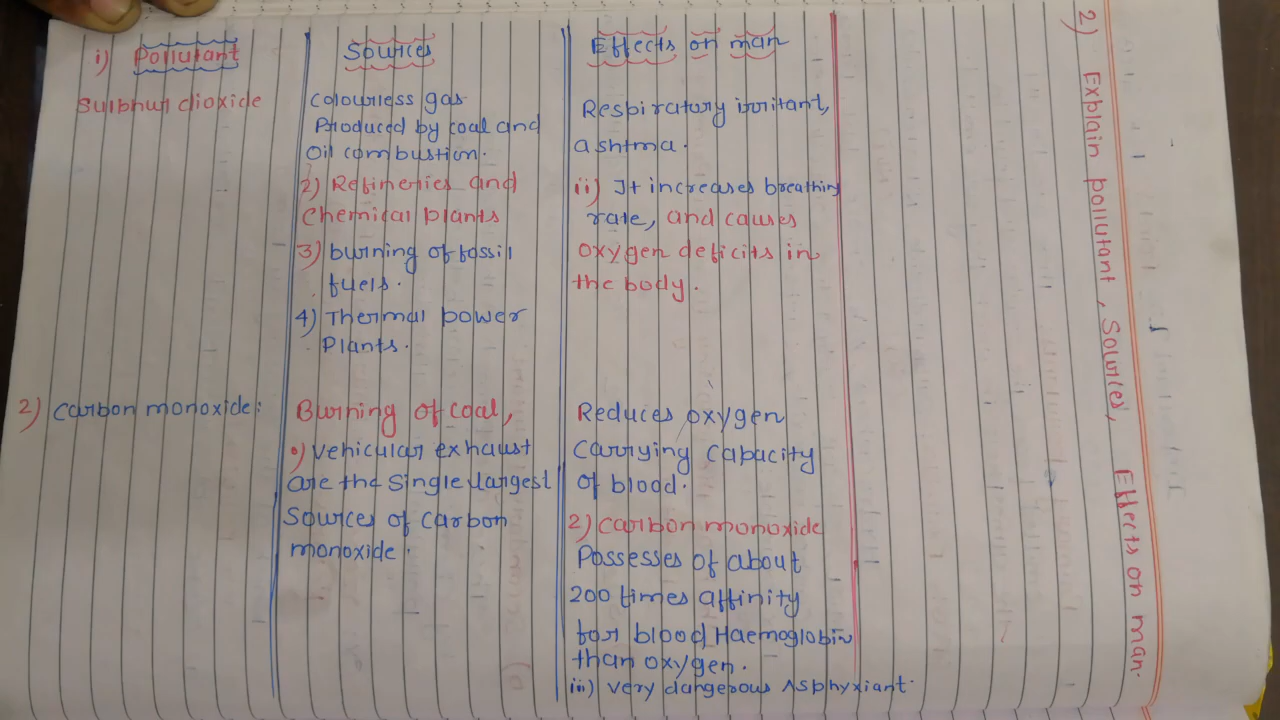 2) Explain pollutant, Sources, Effects on man.
i) Pollutant
Sulphur dioxide
2) Carbon monoxide:
Sources
Colourless gas
Produced by coal and
Oil combustion.
2) Refineries and
Chemical plants
3) burning of fossil
fuels.
4) Thermal power
Plants.
Burning of coal,
•) vehicular exhaust
are the single largest
Sources of carbon
monoxide.
Effects on man
Respiratory irritant,
ashtma.
ii) It increases breathing
rate, and causes
oxygen deficits in
the body.
Reduces oxygen
Carrying capacity
of blood.
2) carbon monoxide
Possesses of about
200 times affinity
for blood Haemoglobin
than oxygen.
iii) very dangerous Asphyxiant.